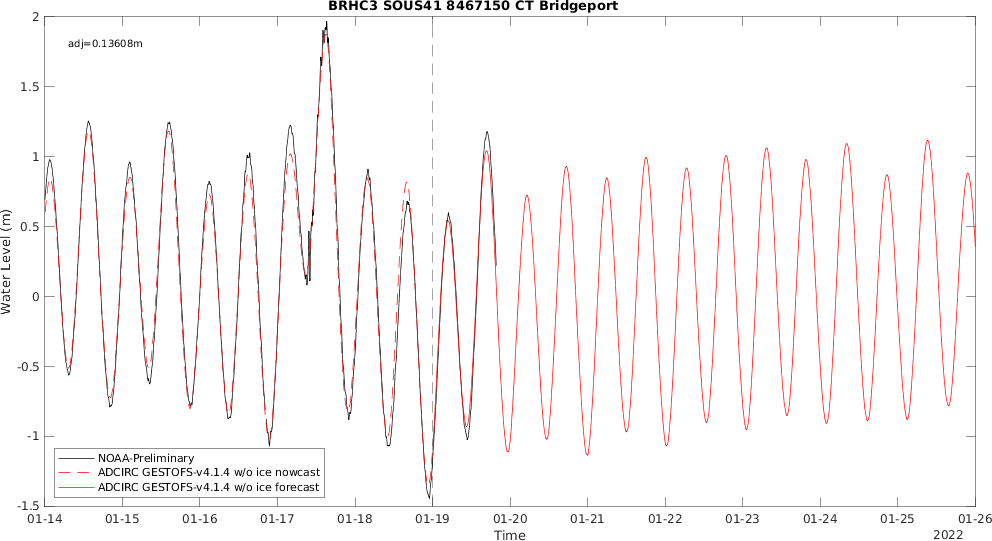 BRHC3 SOUS41 8467150 CT Bridgeport
adj=0.13608m
Water Level (m)
2
1.5
1
0.5
0
-0.5
-1
-1.5
NOAA-Preliminary
ADCIRC GESTOFS-v4.1.4 w/o ice nowcast
ADCIRC GESTOFS-v4.1.4 w/o ice forecast
01-14 01-15 01-16 01-17 01-18 01-19 01-20 01-21 01-22 01-23 01-24 01-25 01-26
Time
2022